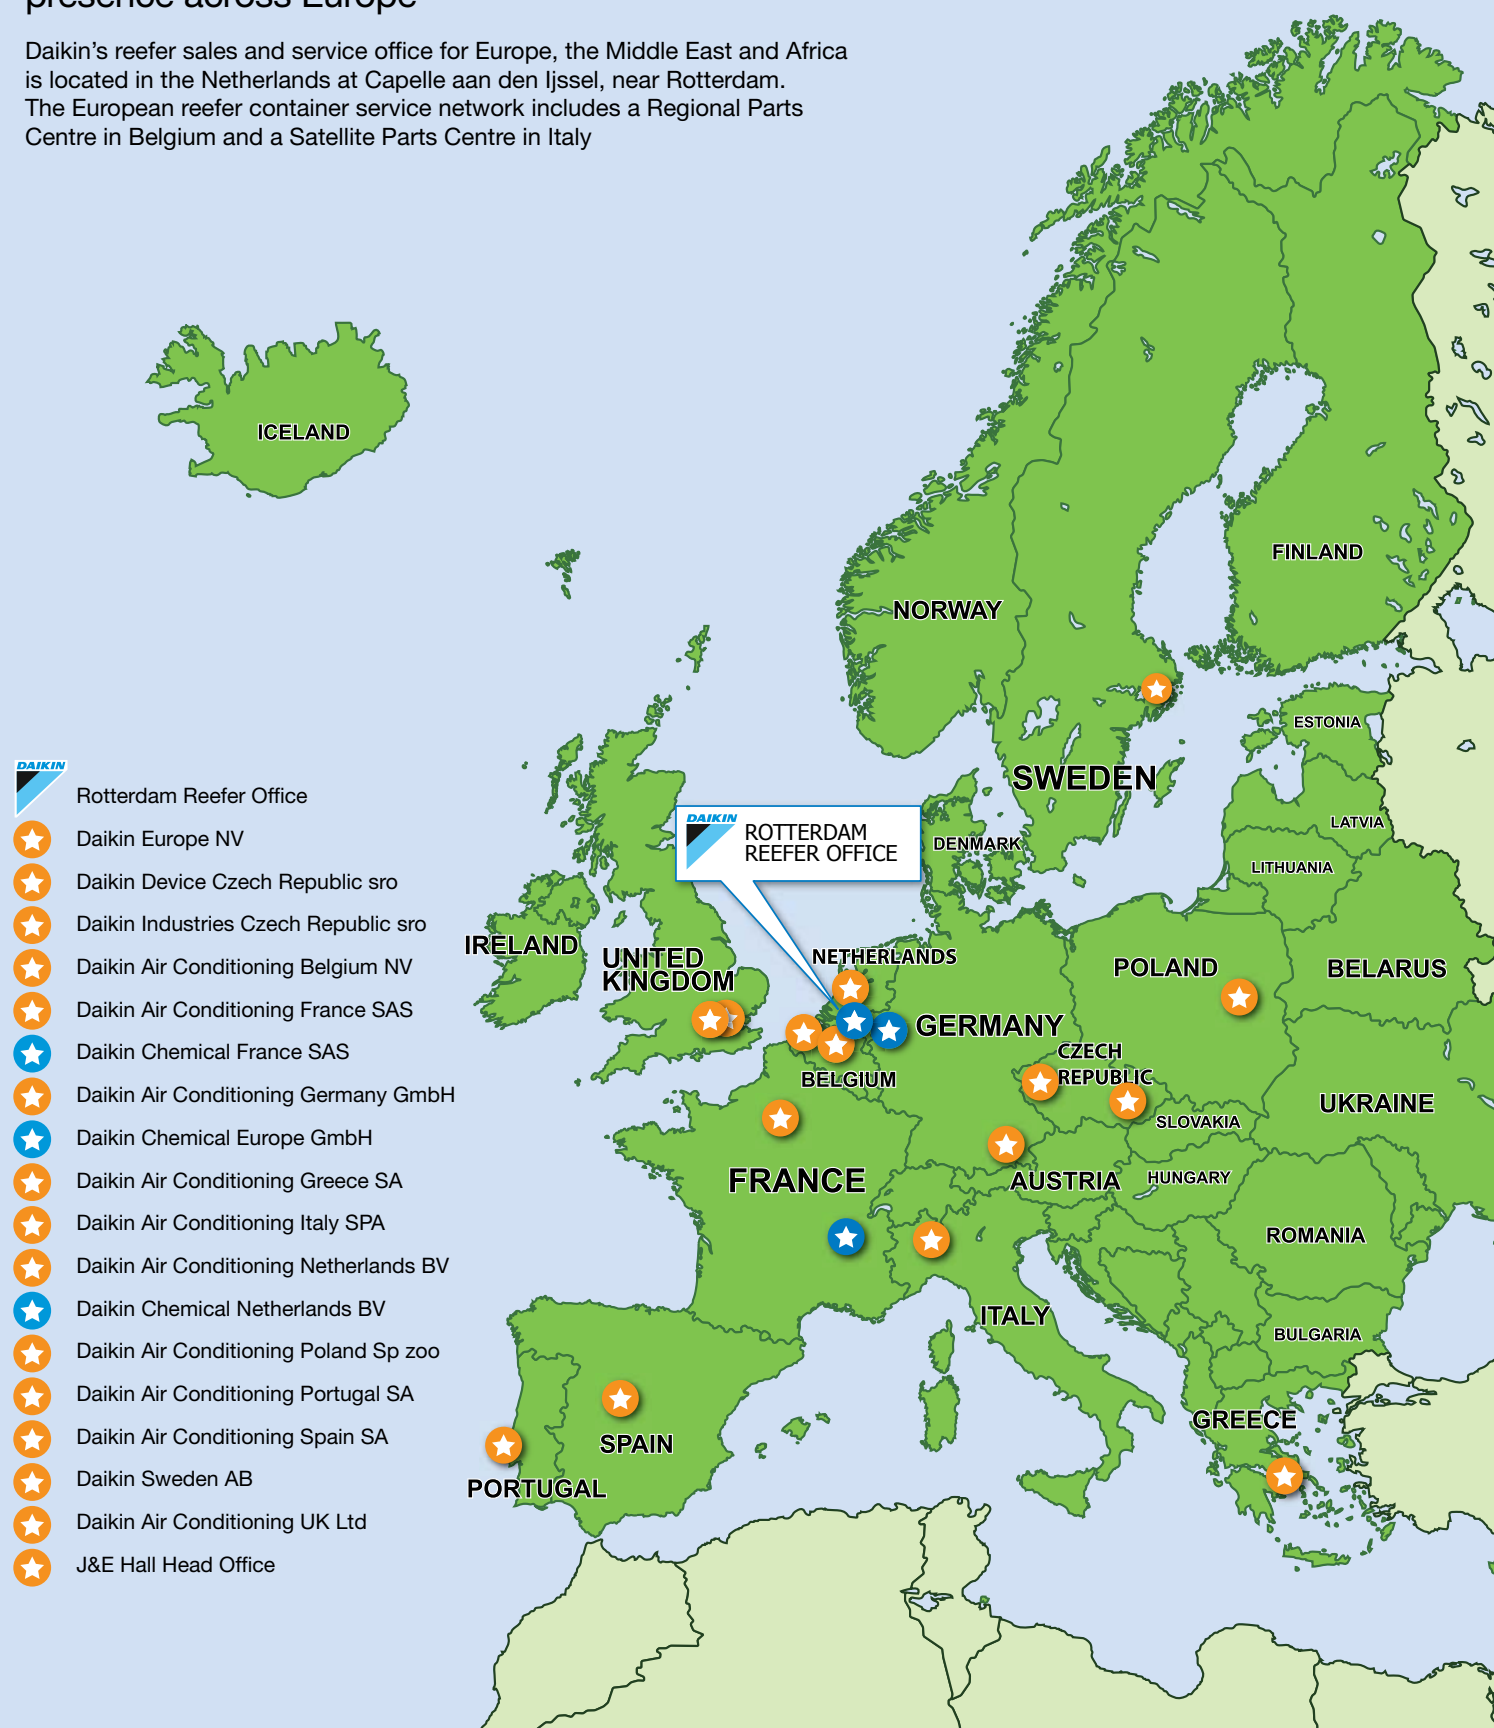 presence across Europe
Daikin's reefer sales and service office for Europe, the Middle East and Africa
is located in the Netherlands at Capelle aan den Ijssel, near Rotterdam.
The European reefer container service network includes a Regional Parts
Centre in Belgium and a Satellite Parts Centre in Italy
ICELAND
FINLAND
NORWAY
ESTONIA
SWEDEN
LATVIA
DENMARK
LITHUANIA
DAIKIN
ROTTERDAM
REEFER OFFICE
IRELAND
UNITED
KINGDOM
NETHERLANDS
POLAND
BELARUS
GERMANY
CZECH
REPUBLIC
BELGIUM
UKRAINE
SLOVAKIA
FRANCE
AUSTRIA
HUNGARY
ROMANIA
ITALY
BULGARIA
GREECE
SPAIN
PORTUGAL
DAIKIN
Rotterdam Reefer Office
Daikin Europe NV
Daikin Device Czech Republic sro
Daikin Industries Czech Republic sro
Daikin Air Conditioning Belgium NV
Daikin Air Conditioning France SAS
Daikin Chemical France SAS
Daikin Air Conditioning Germany GmbH
Daikin Chemical Europe GmbH
Daikin Air Conditioning Greece SA
Daikin Air Conditioning Italy SPA
Daikin Air Conditioning Netherlands BV
Daikin Chemical Netherlands BV
Daikin Air Conditioning Poland Sp zoo
Daikin Air Conditioning Portugal SA
Daikin Air Conditioning Spain SA
Daikin Sweden AB
Daikin Air Conditioning UK Ltd
J&E Hall Head Office